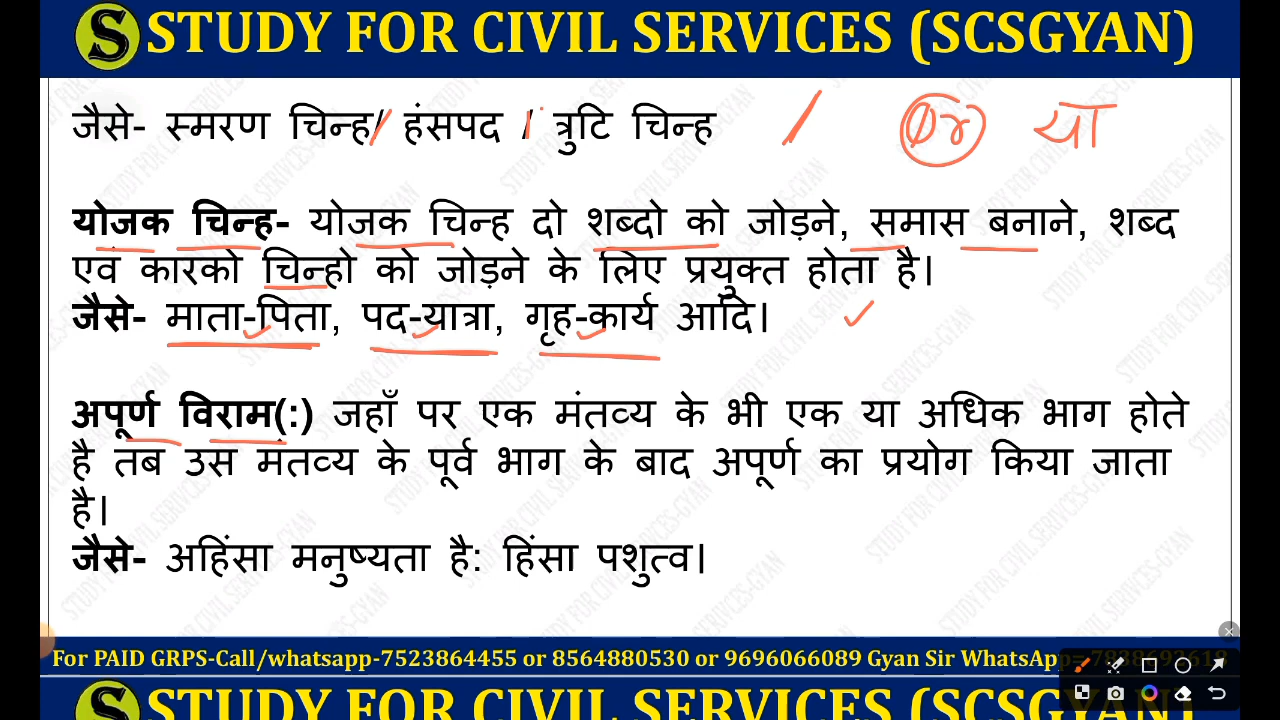 S STUDY FOR CIVIL SERVICES (SCSGYAN)
जैसे- स्मरण चिन्ह/ हंसपद / त्रुटि चिन्ह / Or या
योजक चिन्ह- योजक चिन्ह दो शब्दो को जोड़ने, समास बनाने, शब्द
एवं कारको चिन्हो को जोड़ने के लिए प्रयुक्त होता है।
जैसे- माता-पिता, पद-यात्रा, गृह-कार्य आदि।
अपूर्ण विराम(:) जहाँ पर एक मंतव्य के भी एक या अधिक भाग होते
है तब उस मंतव्य के पूर्व भाग के बाद अपूर्ण का प्रयोग किया जाता
है।
जैसे- अहिंसा मनुष्यता है: हिंसा पशुत्व।
For PAID GRPS-Call/whatsapp-7523864455 or 8564880530 or 9696066089 Gyan Sir WhatsApp=
S STUDY FOR CIVIL SERVICES (SCSGYAN)